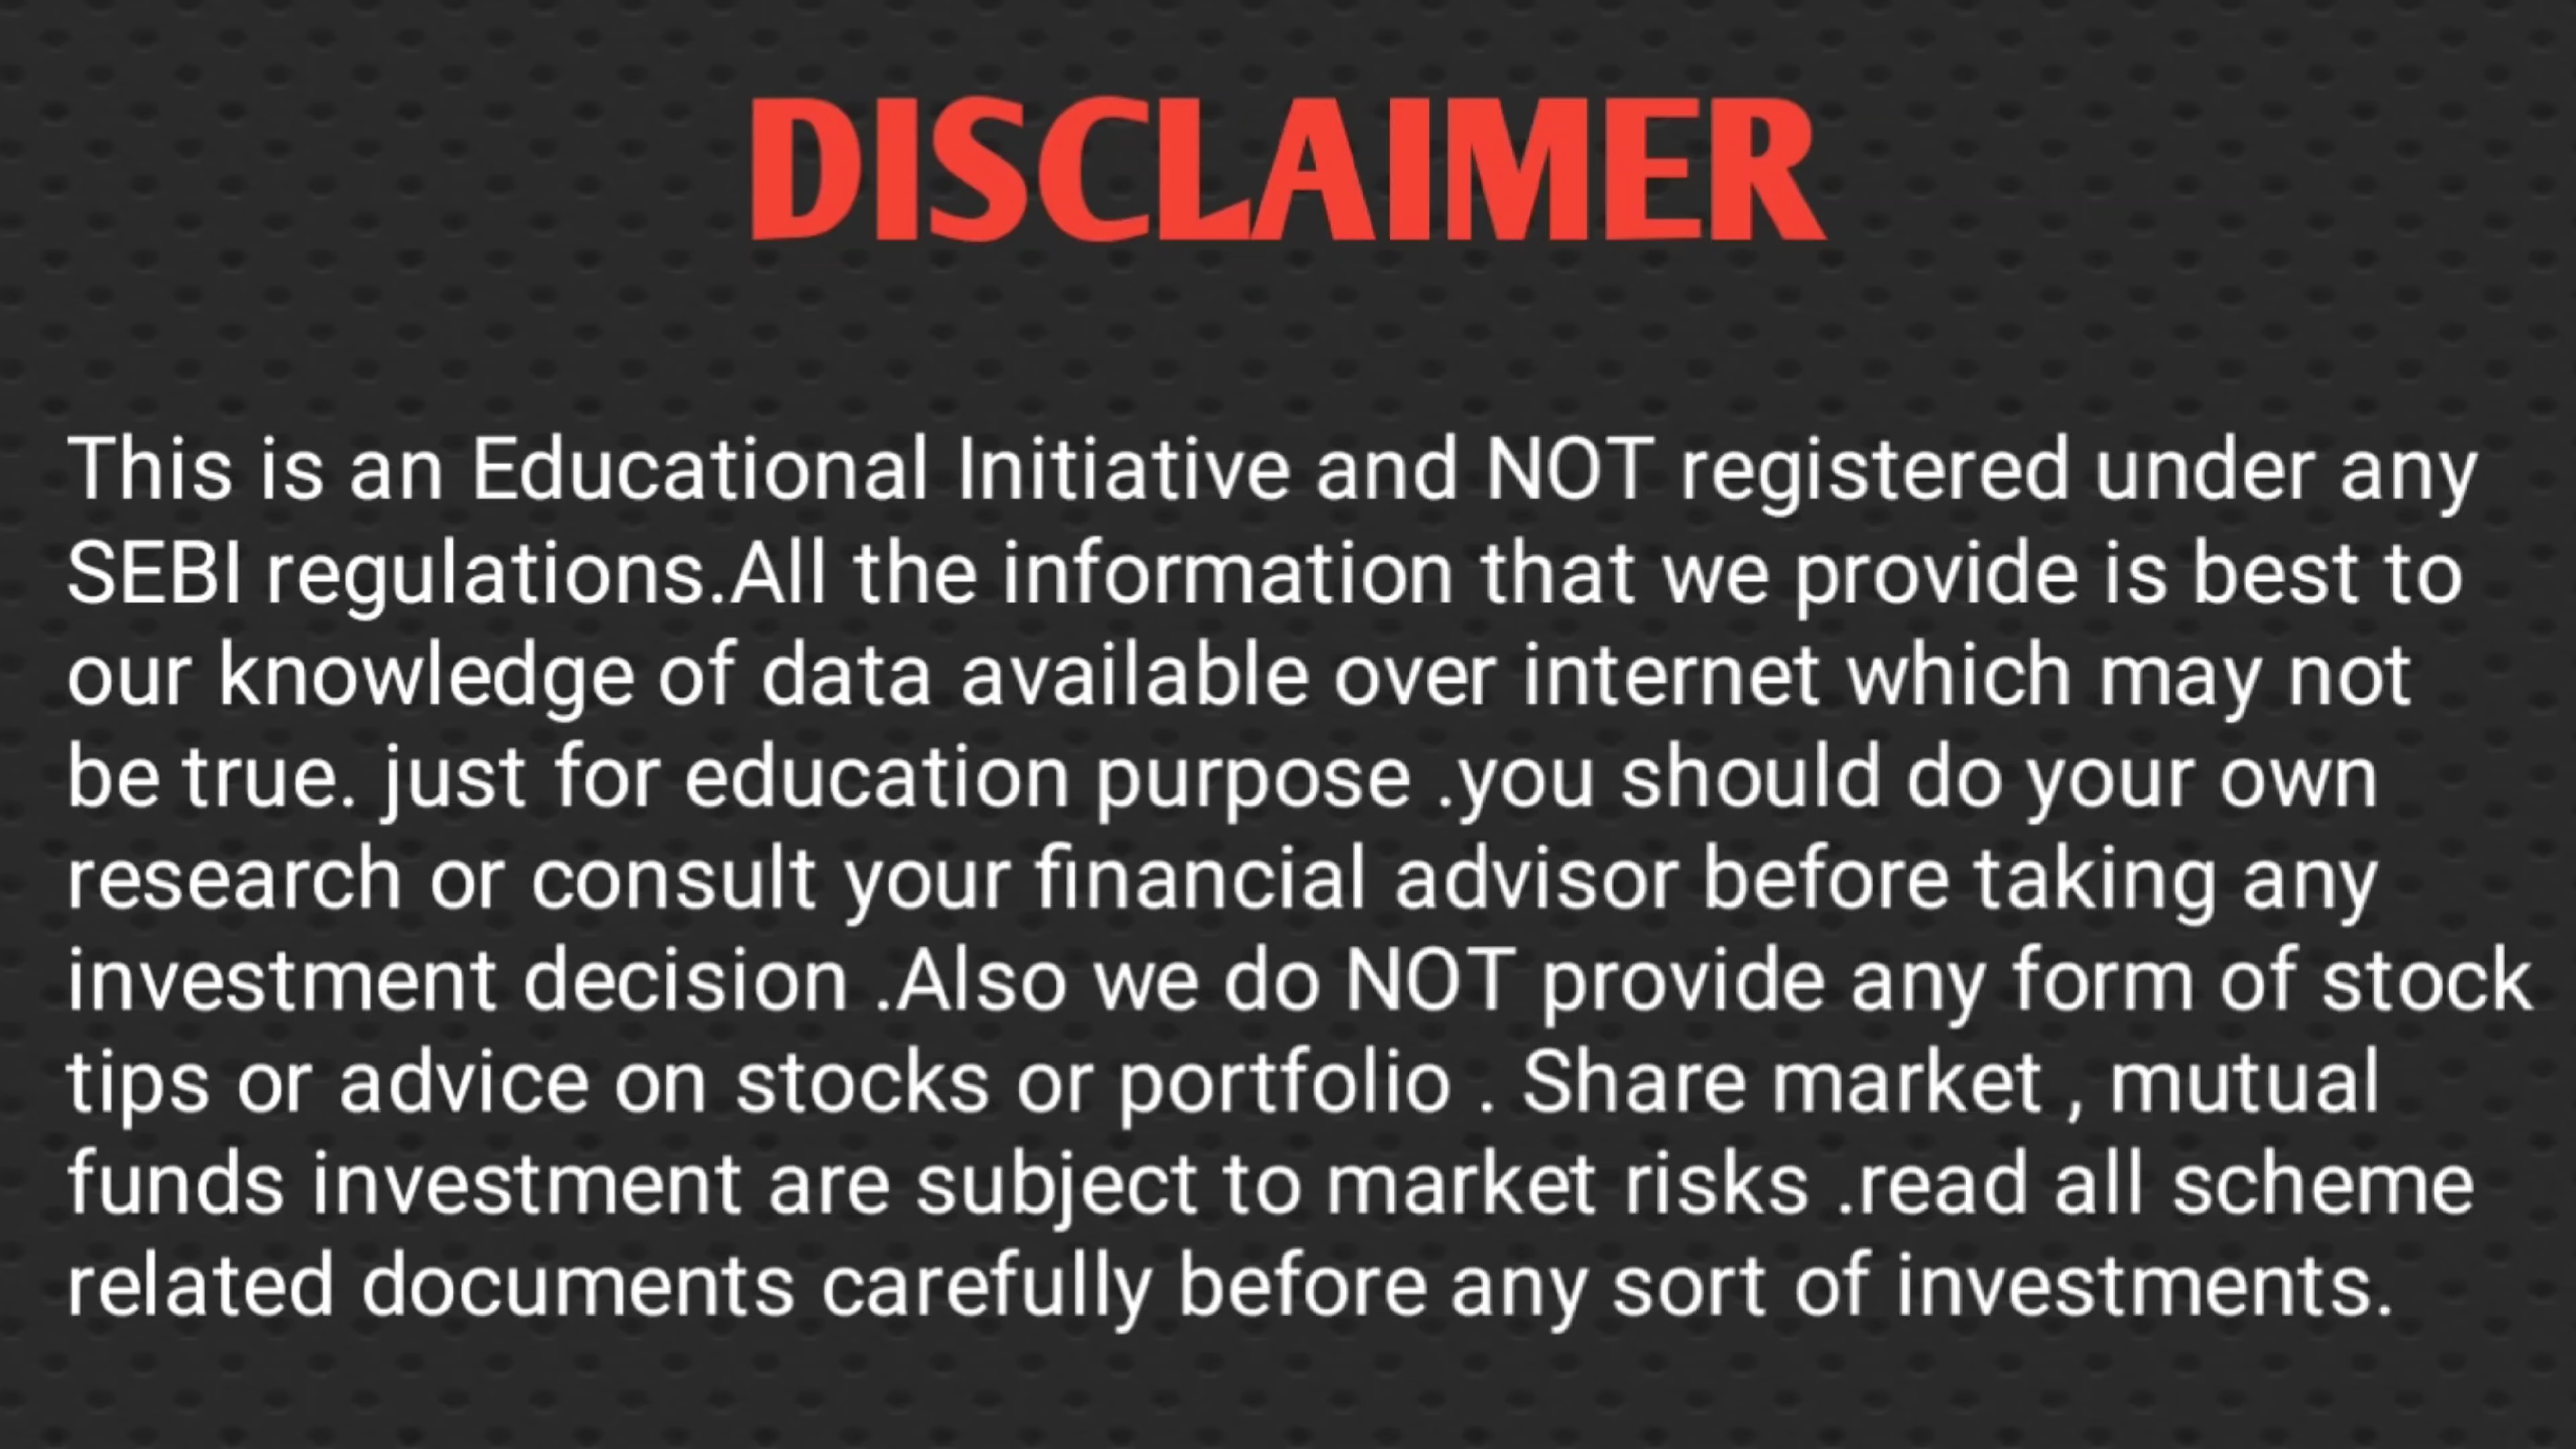 DISCLAIMER
This is an Educational Initiative and NOT registered under any
SEBI regulations.All the information that we provide is best to
our knowledge of data available over internet which may not
be true. just for education purpose .you should do your own
research or consult your financial advisor before taking any
investment decision .Also we do NOT provide any form of stock
tips or advice on stocks or portfolio . Share market , mutual
funds investment are subject to market risks .read all scheme
related documents carefully before any sort of investments.